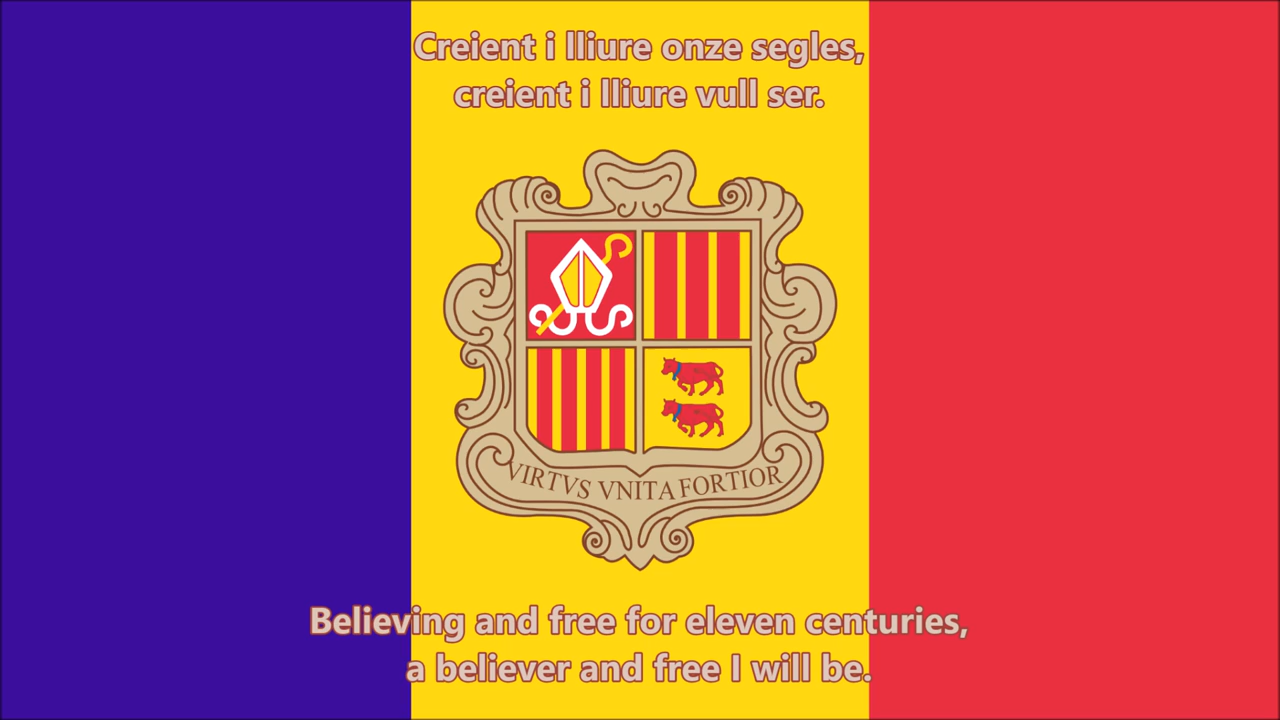 Creient i lliure onze segles,
creient i lliure vull ser.
VIRTVS VNITA FORTIOR
Believing and free for eleven centuries,
a believer and free I will be.